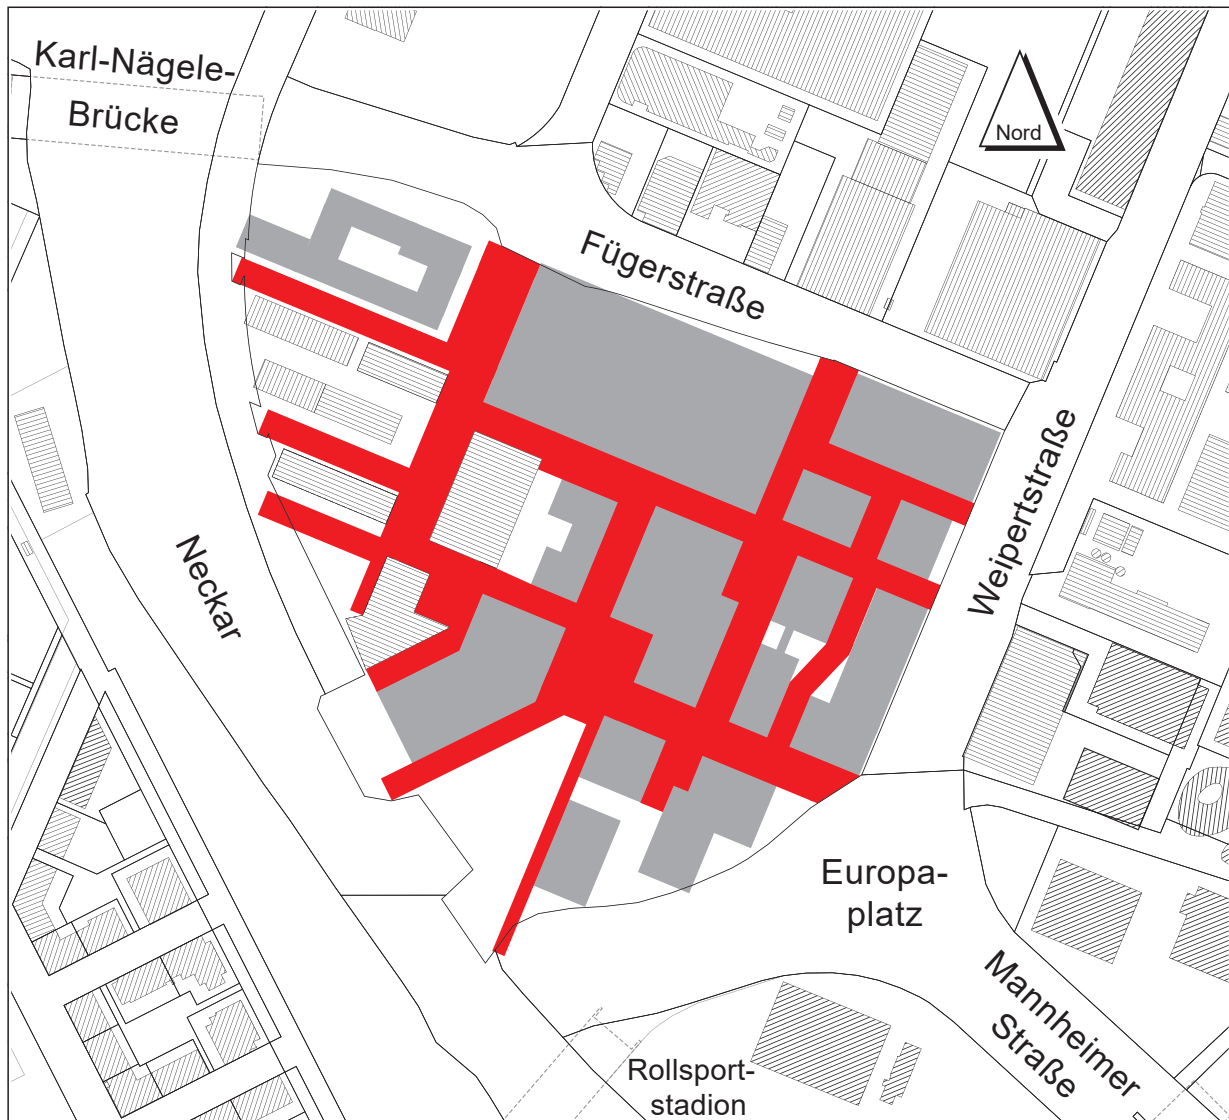 Karl-Nägele-
Brücke
Nord
Fügerstraße
Weipertstraße
Neckar
Europa-
platz
Mannheimer
Straße
Rollsport-
stadion